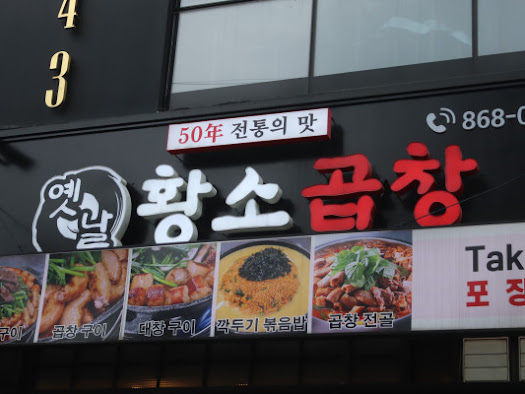 43
50年 전통의 맛
868-0
옛날 황소곱창
Tak
포장
구이
곱창 구이
대창 구이
깍두기 볶음밥
곱창 전골